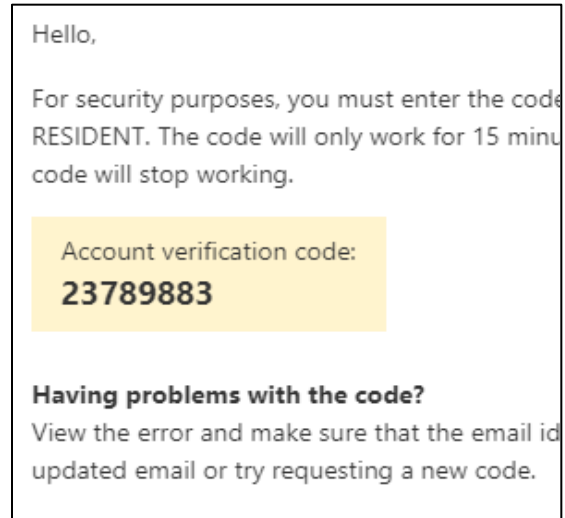 Hello,
For security purposes, you must enter the code
RESIDENT. The code will only work for 15 minu
code will stop working.
Account verification code:
23789883
Having problems with the code?
View the error and make sure that the email id
updated email or try requesting a new code.